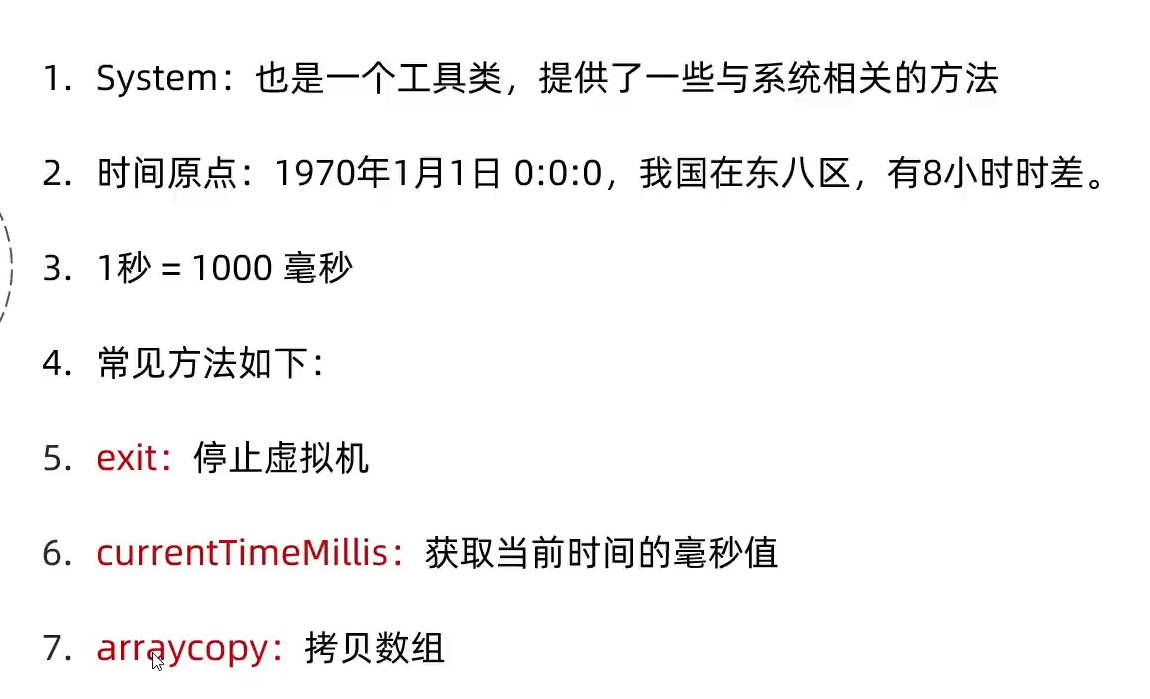 1. System：也是一个工具类，提供了一些与系统相关的方法
2. 时间原点：1970年1月1日 0:0:0，我国在东八区，有8小时时差。
3. 1秒 = 1000 毫秒
4. 常见方法如下：
5. exit：停止虚拟机
6. currentTimeMillis：获取当前时间的毫秒值
7. arraycopy：拷贝数组